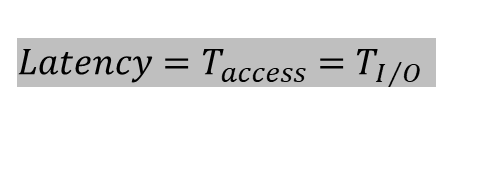 Latency = T_access = T_I/O